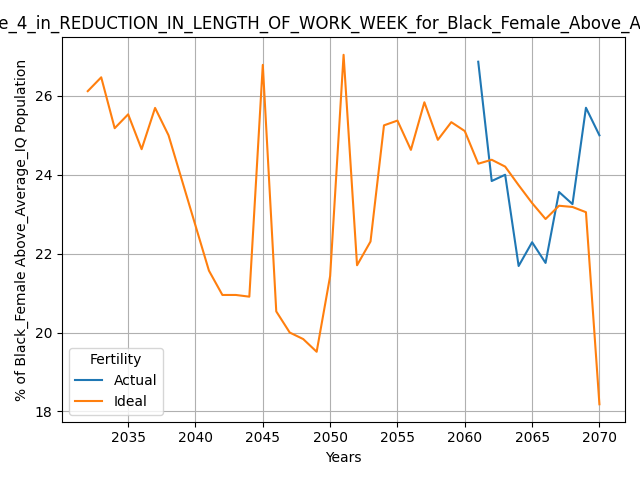 e_4_in_REDUCTION_IN_LENGTH_OF_WORK_WEEK_for_Black_Female_Above_A
% of Black_Female Above_Average_IQ Population
26
24
22
20
18
Fertility
Actual
Ideal
2035 2040 2045 2050 2055 2060 2065 2070
Years